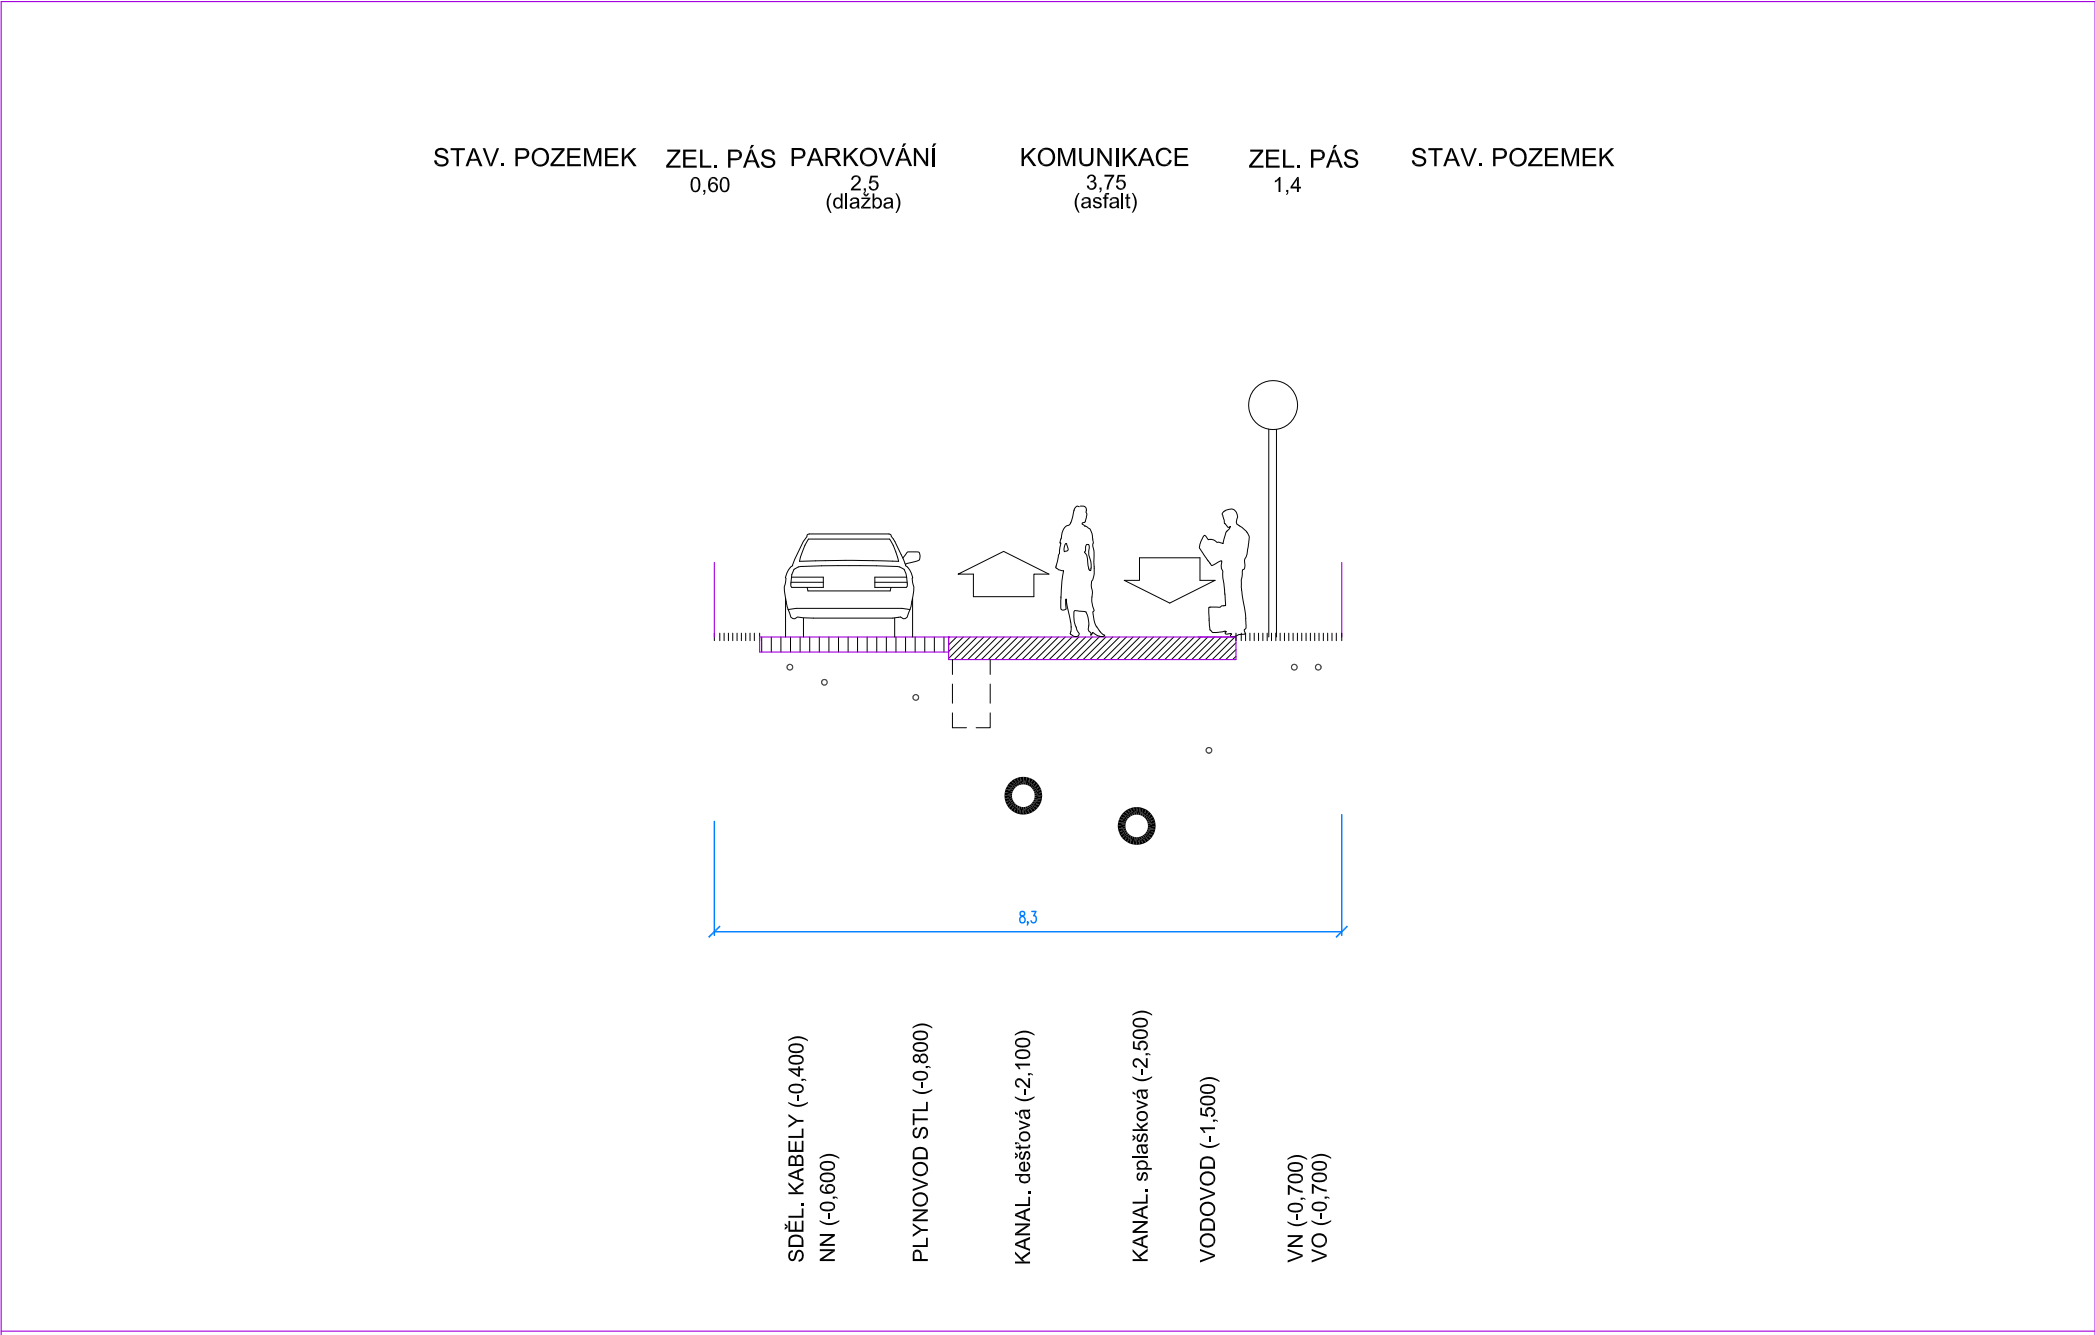 STAV. POZEMEK
ZEL. PÁS
0,60
PARKOVÁNÍ
2,5
(dlažba)
KOMUNIKACE
3,75
(asfalt)
ZEL. PÁS
1,4
STAV. POZEMEK
8,3
SDĚL. KABELY (-0,400)
NN (-0,600)
PLYNOVOD STL (-0,800)
KANAL. dešťová (-2,100)
KANAL. splašková (-2,500)
VODOVOD (-1,500)
VN (-0,700)
VO (-0,700)